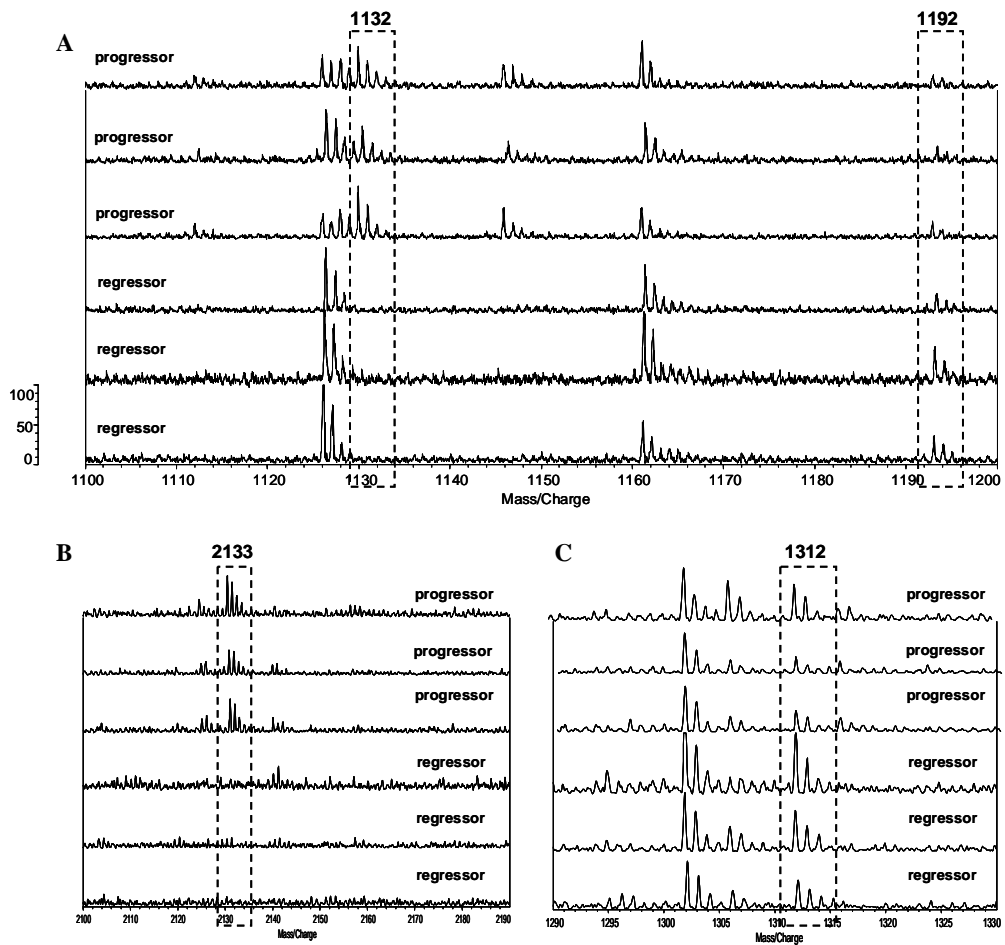 1132 1192
A
progressor
progressor
progressor
regressor
regressor
regressor
100
50
0
1100 1110 1120 1130 1140 1150 1160 1170 1180 1190 1200
Mass/Charge
B 2133
progressor
progressor
progressor
regressor
regressor
regressor
2100 2110 2120 2130 2140 2150 2160 2170 2180 2190
Mass/Charge
C 1312
progressor
progressor
progressor
regressor
regressor
regressor
1290 1295 1300 1305 1310 1315 1320 1325 1330
Mass/Charge